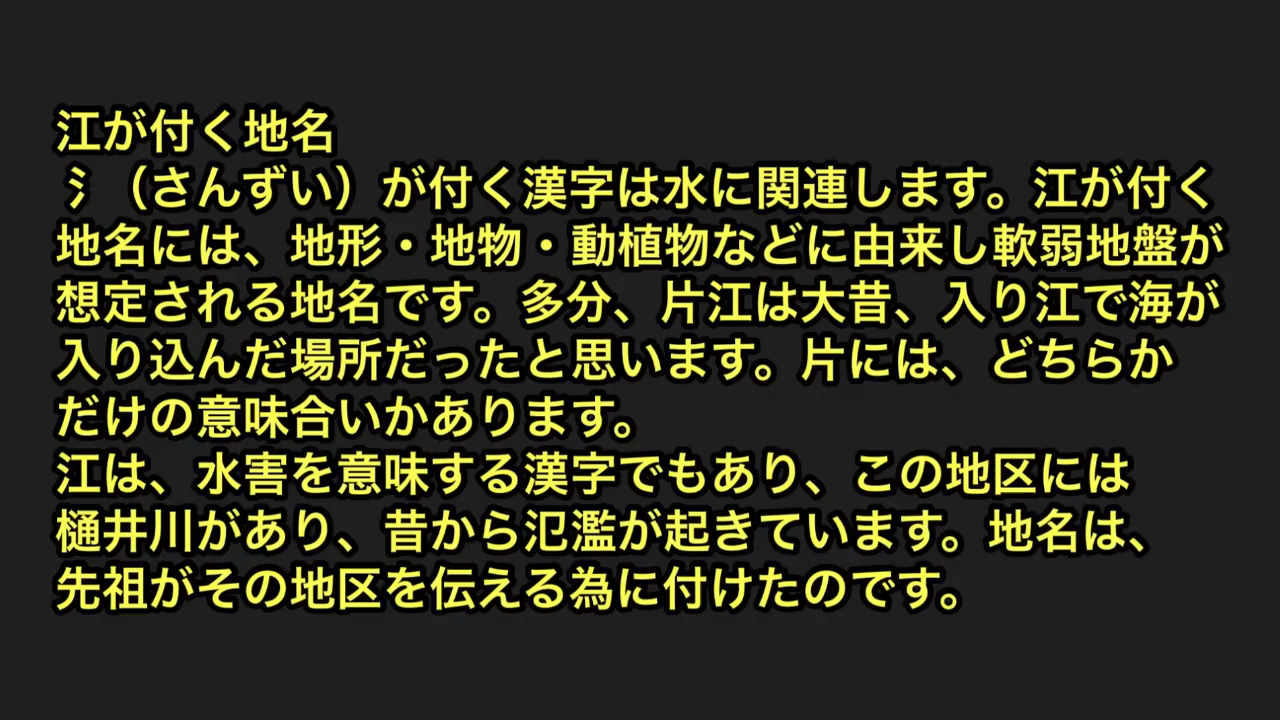 江が付く地名
氵（さんずい）が付く漢字は水に関連します。江が付く
地名には、地形・地物・動植物などに由来し軟弱地盤が
想定される地名です。多分、片江は大昔、入り江で海が
入り込んだ場所だったと思います。片には、どちらか
だけの意味合いかあります。
江は、水害を意味する漢字でもあり、この地区には
樋井川があり、昔から氾濫が起きています。地名は、
先祖がその地区を伝える為に付けたのです。